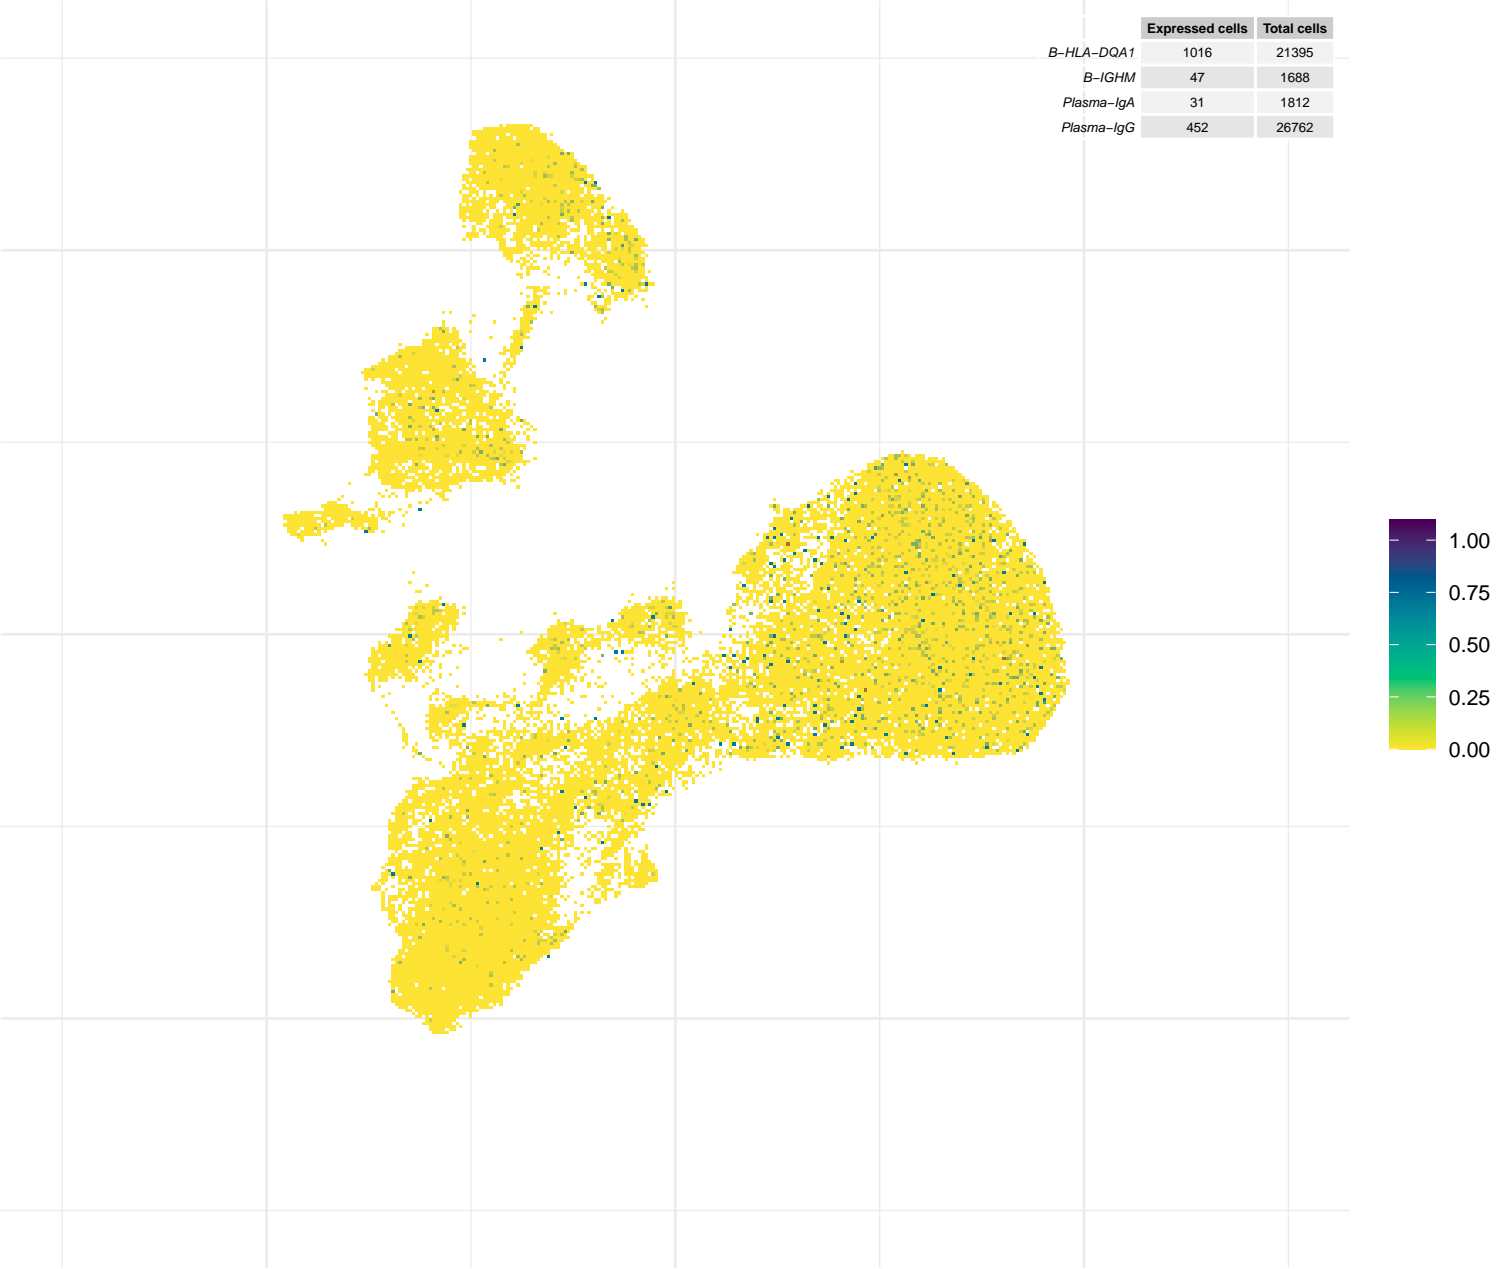 Expressed cells Total cells
B−HLA−DQA1 1016 21395
B−IGHM 47 1688
Plasma−IgA 31 1812
Plasma−IgG 452 26762
1.00
0.75
0.50
0.25
0.00